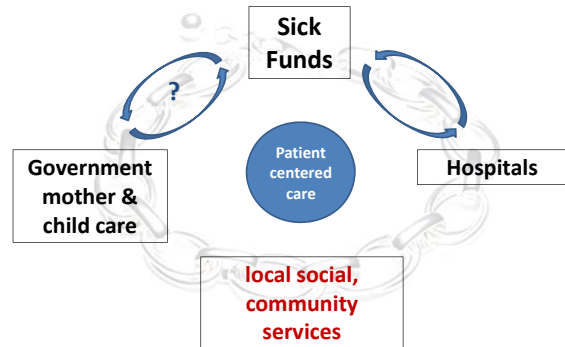 Sick
Funds
?
Government
mother &
child care
Patient
centered
care
Hospitals
local social,
community
services